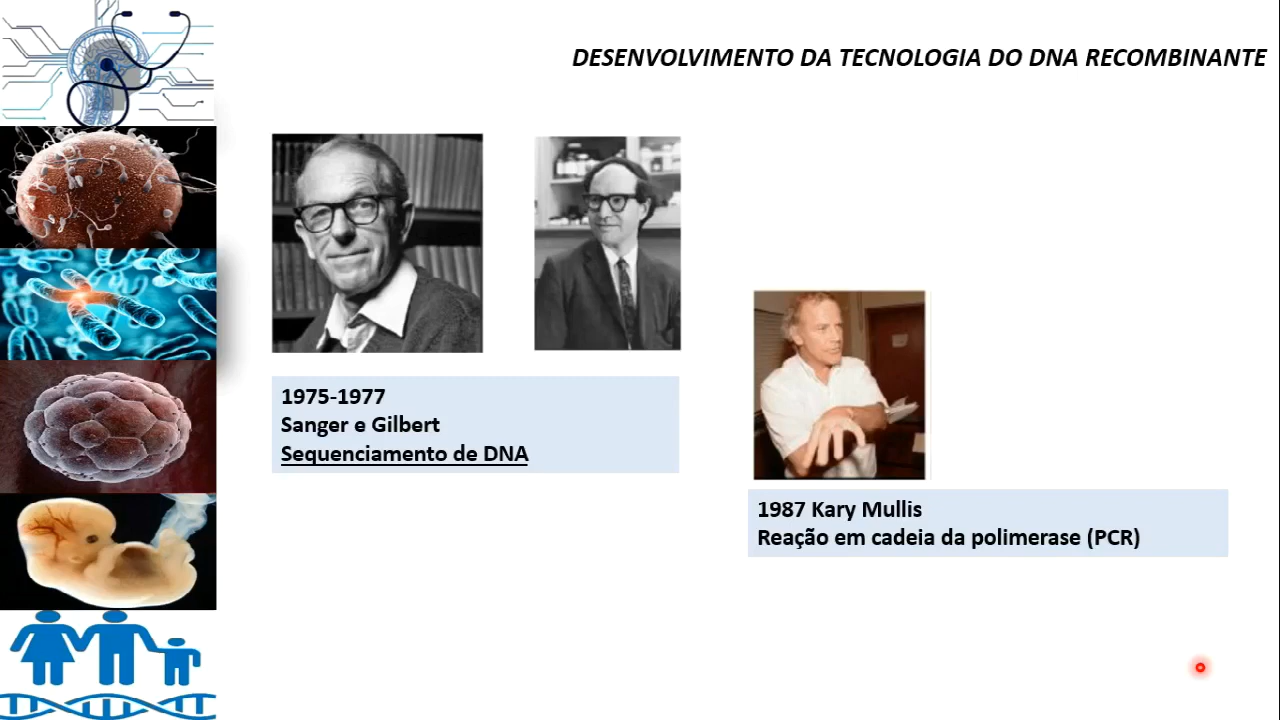 DESENVOLVIMENTO DA TECNOLOGIA DO DNA RECOMBINANTE
1975-1977
Sanger e Gilbert
Sequenciamento de DNA
1987 Kary Mullis
Reação em cadeia da polimerase (PCR)